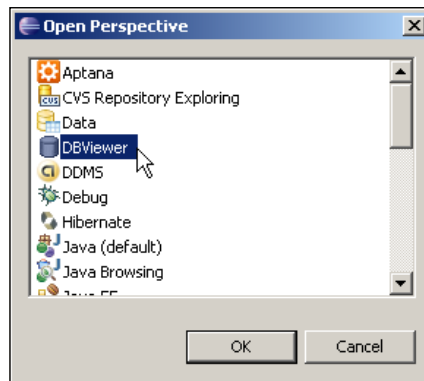 Open Perspective
Aptana
CVS Repository Exploring
Data
DBViewer
DDMS
Debug
Hibernate
Java (default)
Java Browsing
OK Cancel